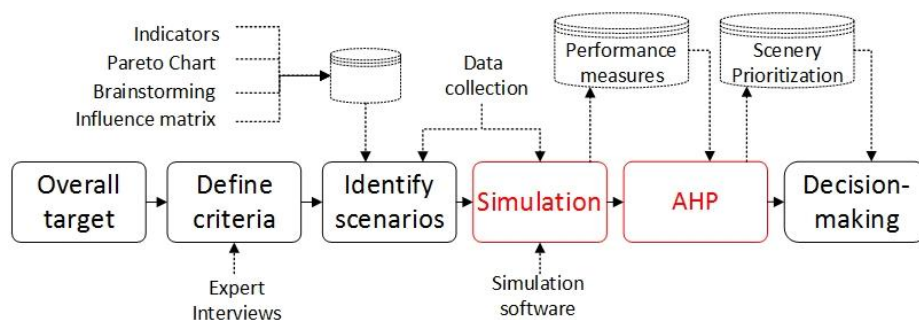 Indicators
Pareto Chart
Brainstorming
Influence matrix
Data
collection
Performance
measures
Scenery
Prioritization
Overall
target
Define
criteria
Identify
scenarios
Simulation
AHP
Decision-
making
Expert
Interviews
Simulation
software